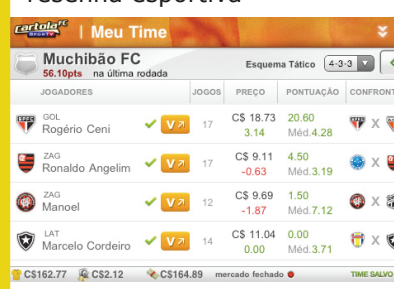 resenha esportiva
Cartola FC SPORTV | Meu Time
Muchibão FC
56.10pts na última rodada
Esquema Tático 4-3-3
JOGADORES JOGOS PREÇO PONTUAÇÃO CONFRONT
GOL
Rogério Ceni V 17 C$ 18.73 3.14 20.60 Méd.4.28 X
ZAG
Ronaldo Angelim V 17 C$ 9.11 -0.63 4.50 Méd.3.19 X
ZAG
Manoel V 12 C$ 9.69 -1.87 1.50 Méd.7.12 X
LAT
Marcelo Cordeiro V 14 C$ 11.04 0.00 0.00 Méd.3.71 X
C$162.77 C$2.12 C$164.89 mercado fechado TIME SALVO